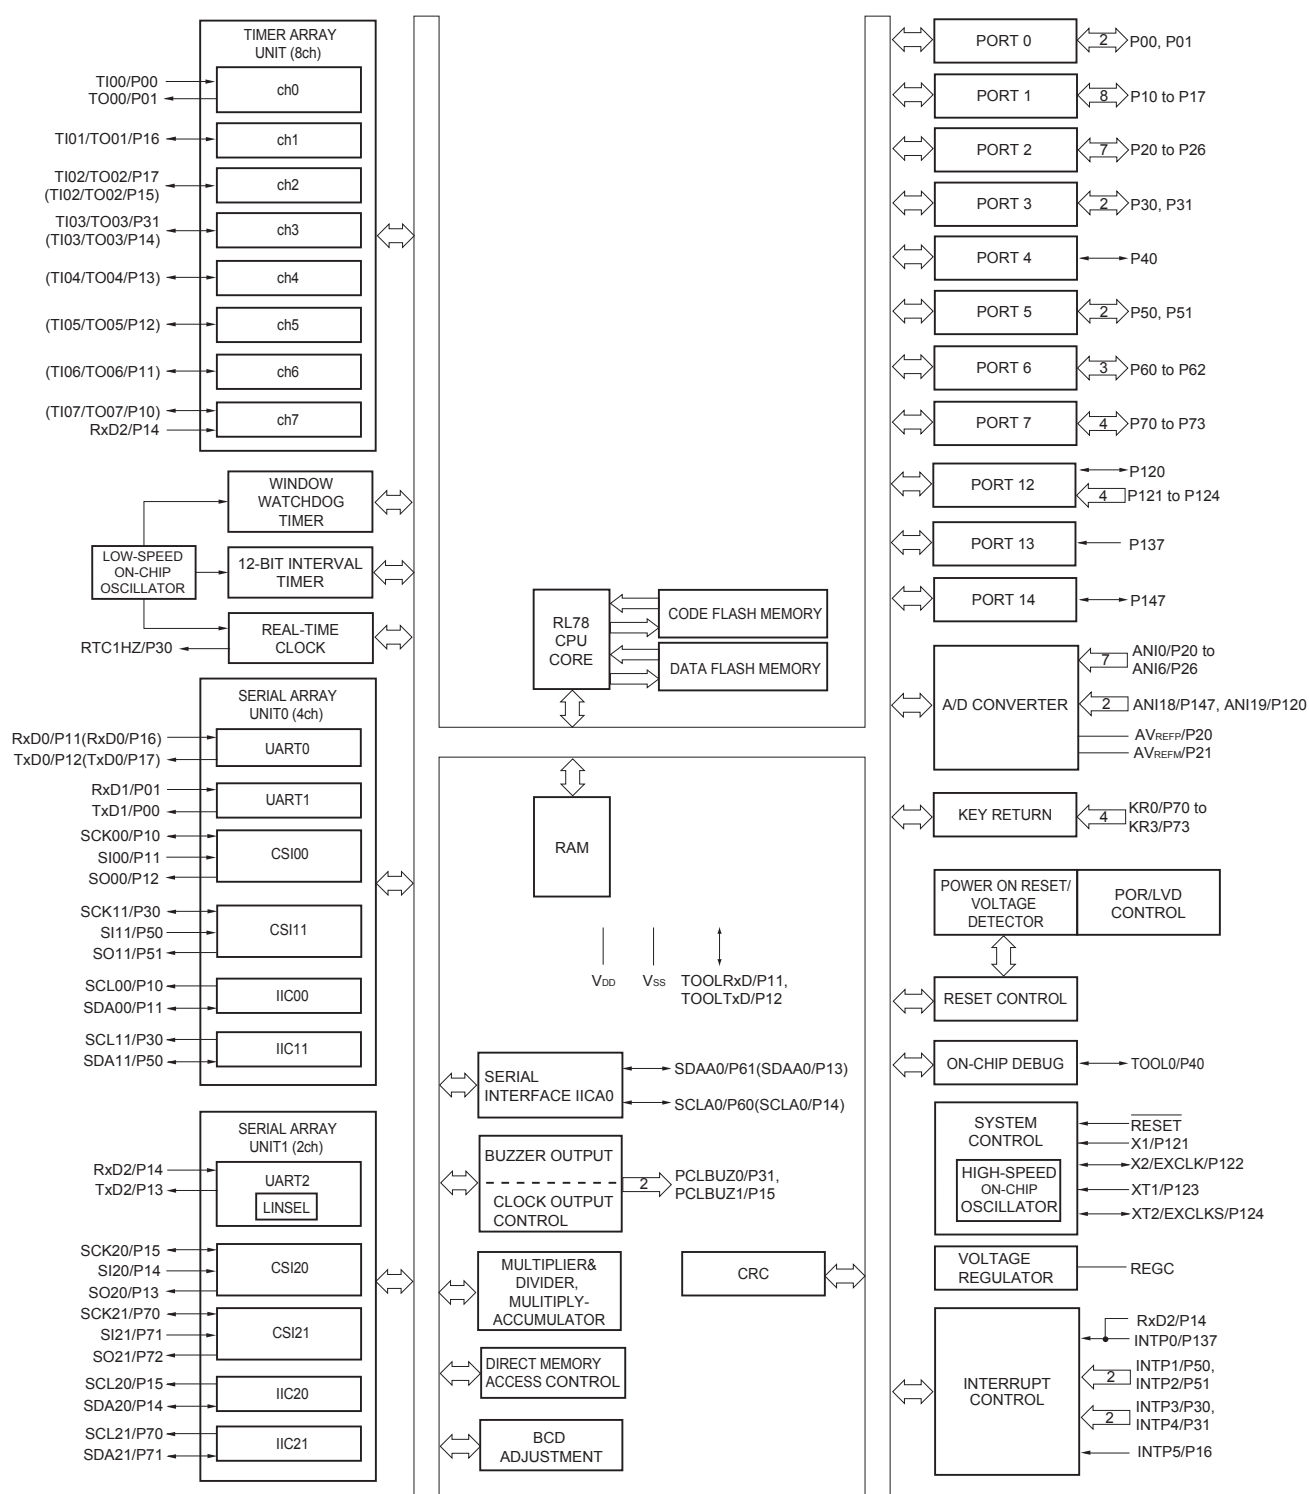 TIMER ARRAY
UNIT (8ch)
TI00/P00
TO00/P01
ch0
TI01/TO01/P16
ch1
TI02/TO02/P17
(TI02/TO02/P15)
ch2
TI03/TO03/P31
(TI03/TO03/P14)
ch3
(TI04/TO04/P13)
ch4
(TI05/TO05/P12)
ch5
(TI06/TO06/P11)
ch6
(TI07/TO07/P10)
RxD2/P14
ch7
WINDOW
WATCHDOG
TIMER
LOW-SPEED
ON-CHIP
OSCILLATOR
12-BIT INTERVAL
TIMER
REAL-TIME
CLOCK
RTC1HZ/P30
SERIAL ARRAY
UNIT0 (4ch)
RxD0/P11(RxD0/P16)
TxD0/P12(TxD0/P17)
UART0
RxD1/P01
TxD1/P00
UART1
SCK00/P10
SI00/P11
SO00/P12
CSI00
SCK11/P30
SI11/P50
SO11/P51
CSI11
SCL00/P10
SDA00/P11
IIC00
SCL11/P30
SDA11/P50
IIC11
SERIAL ARRAY
UNIT1 (2ch)
RxD2/P14
TxD2/P13
UART2
LINSEL
SCK20/P15
SI20/P14
SO20/P13
CSI20
SCK21/P70
SI21/P71
SO21/P72
CSI21
SCL20/P15
SDA20/P14
IIC20
SCL21/P70
SDA21/P71
IIC21
RL78
CPU
CORE
CODE FLASH MEMORY
DATA FLASH MEMORY
RAM
VDD
VSS
TOOLRxD/P11,
TOOLTxD/P12
SERIAL
INTERFACE IICA0
SDAA0/P61(SDAA0/P13)
SCLA0/P60(SCLA0/P14)
BUZZER OUTPUT
CLOCK OUTPUT
CONTROL
2
PCLBUZ0/P31,
PCLBUZ1/P15
MULTIPLIER&
DIVIDER,
MULITIPLY-
ACCUMULATOR
CRC
DIRECT MEMORY
ACCESS CONTROL
BCD
ADJUSTMENT
PORT 0
2
P00, P01
PORT 1
8
P10 to P17
PORT 2
7
P20 to P26
PORT 3
2
P30, P31
PORT 4
P40
PORT 5
2
P50, P51
PORT 6
3
P60 to P62
PORT 7
4
P70 to P73
PORT 12
P120
4
P121 to P124
PORT 13
P137
PORT 14
P147
A/D CONVERTER
7
ANI0/P20 to
ANI6/P26
2
ANI18/P147, ANI19/P120
AVREFP/P20
AVREFM/P21
KEY RETURN
4
KR0/P70 to
KR3/P73
POWER ON RESET/
VOLTAGE
DETECTOR
POR/LVD
CONTROL
RESET CONTROL
ON-CHIP DEBUG
TOOL0/P40
SYSTEM
CONTROL
HIGH-SPEED
ON-CHIP
OSCILLATOR
RESET
X1/P121
X2/EXCLK/P122
XT1/P123
XT2/EXCLKS/P124
VOLTAGE
REGULATOR
REGC
INTERRUPT
CONTROL
RxD2/P14
INTP0/P137
2
INTP1/P50,
INTP2/P51
2
INTP3/P30,
INTP4/P31
INTP5/P16